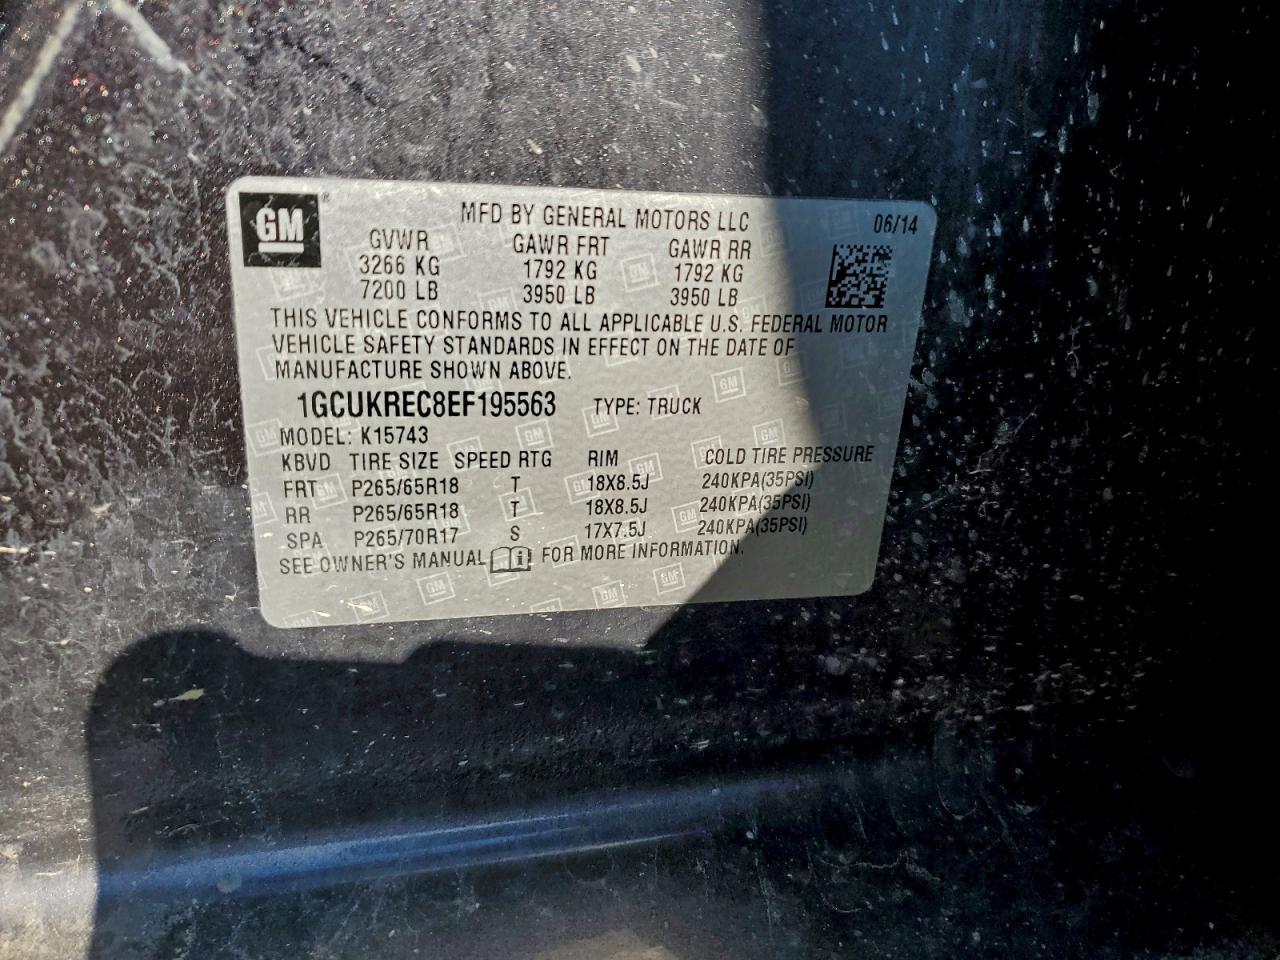 GM ® MFD BY GENERAL MOTORS LLC 06/14
GVWR GAWR FRT GAWR RR
3266 KG 1792 KG 1792 KG
7200 LB 3950 LB 3950 LB
THIS VEHICLE CONFORMS TO ALL APPLICABLE U.S. FEDERAL MOTOR
VEHICLE SAFETY STANDARDS IN EFFECT ON THE DATE OF
MANUFACTURE SHOWN ABOVE.
1GCUKREC8EF195563 TYPE: TRUCK
MODEL: K15743
KBVD TIRE SIZE SPEED RTG RIM COLD TIRE PRESSURE
FRT P265/65R18 T 18X8.5J 240KPA(35PSI)
RR P265/65R18 T 18X8.5J 240KPA(35PSI)
SPA P265/70R17 S 17X7.5J 240KPA(35PSI)
SEE OWNER'S MANUAL FOR MORE INFORMATION.